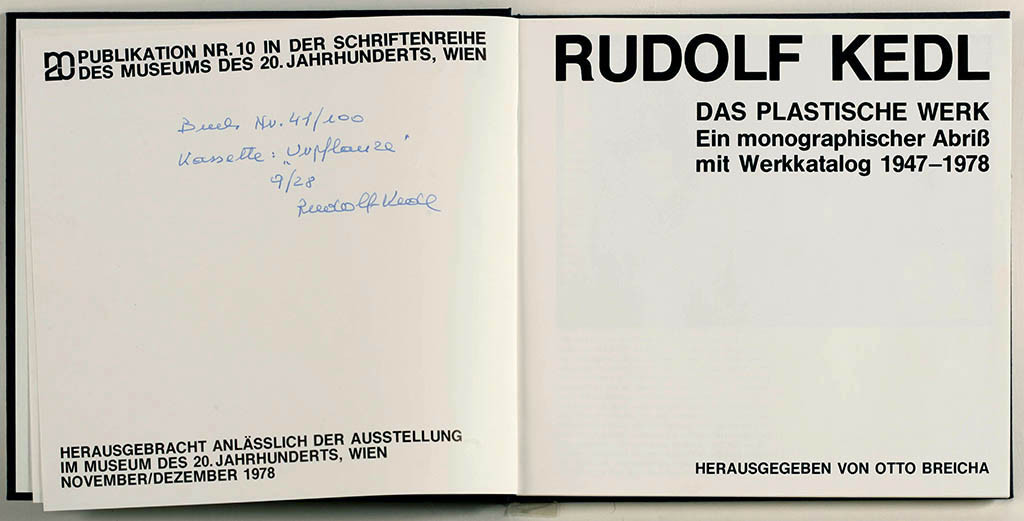 20 PUBLIKATION NR. 10 IN DER SCHRIFTENREIHE
DES MUSEUMS DES 20. JAHRHUNDERTS, WIEN
Buch Nr. 41/100
Kassette: „Urpflanze"
9/28
Rudolf Kedl
HERAUSGEBRACHT ANLÄSSLICH DER AUSSTELLUNG
IM MUSEUM DES 20. JAHRHUNDERTS, WIEN
NOVEMBER/DEZEMBER 1978
RUDOLF KEDL
DAS PLASTISCHE WERK
Ein monographischer Abriß
mit Werkkatalog 1947–1978
HERAUSGEGEBEN VON OTTO BREICHA